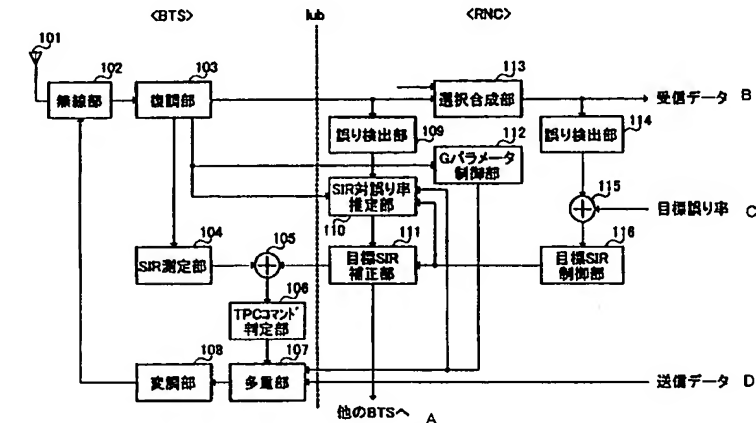 <BTS>
Iub
<RNC>
101
102
無線部
103
復調部
113
選択合成部
受信データ B
誤り検出部
109
112
Gパラメータ
制御部
誤り検出部
114
SIR対誤り率
推定部
110
115
目標誤り率 C
104
SIR測定部
105
111
目標SIR
補正部
116
目標SIR
制御部
106
TPCコマンド
判定部
108
変調部
107
多重部
送信データ D
他のBTSへ A